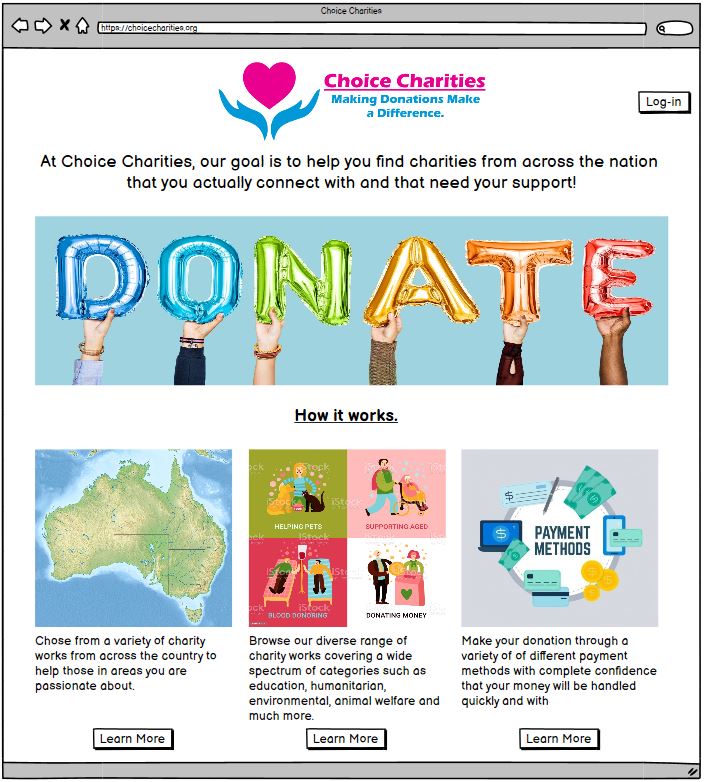 Choice Charities
https://choicecharities.org
Choice Charities
Making Donations Make
a Difference.
Log-in
At Choice Charities, our goal is to help you find charities from across the nation
that you actually connect with and that need your support!
DONATE
How it works.
iStock
iStock
iStock
HELPING PETS
SUPPORTING AGED
iStock
iStock
iStock
BLOOD DONORING
DONATING MONEY
PAYMENT
METHODS
Chose from a variety of charity
works from across the country to
help those in areas you are
passionate about.
Browse our diverse range of
charity works covering a wide
spectrum of categories such as
education, humanitarian,
environmental, animal welfare and
much more.
Make your donation through a
variety of of different payment
methods with complete confidence
that your money will be handled
quickly and with
Learn More
Learn More
Learn More